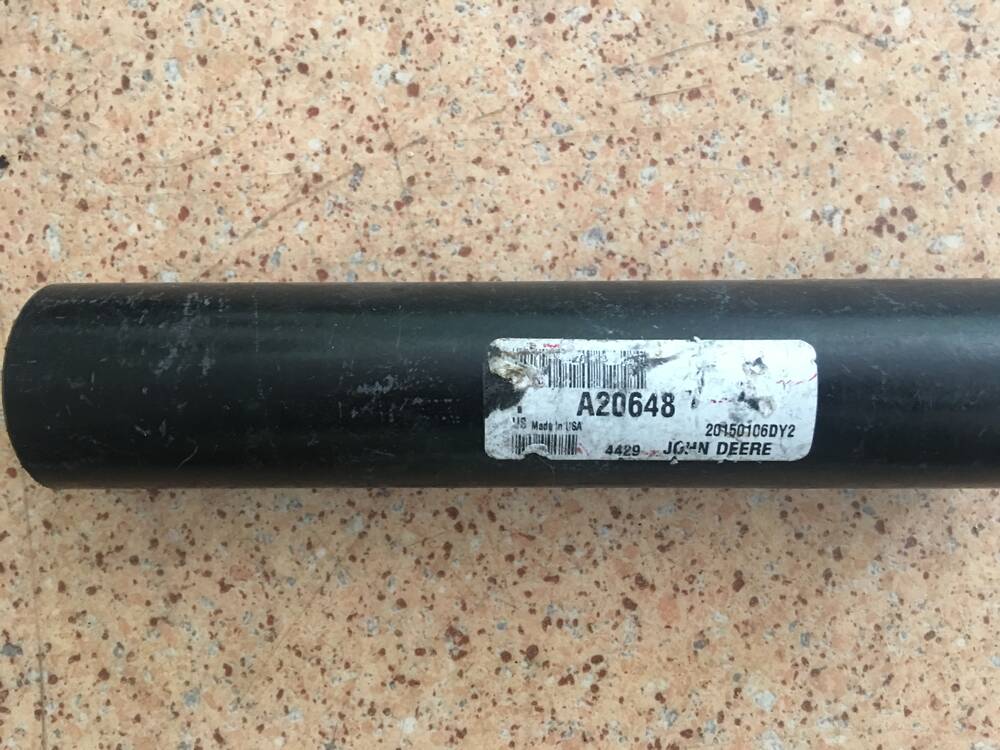 A20648
US Made in USA
20150106DY2
4429 JOHN DEERE